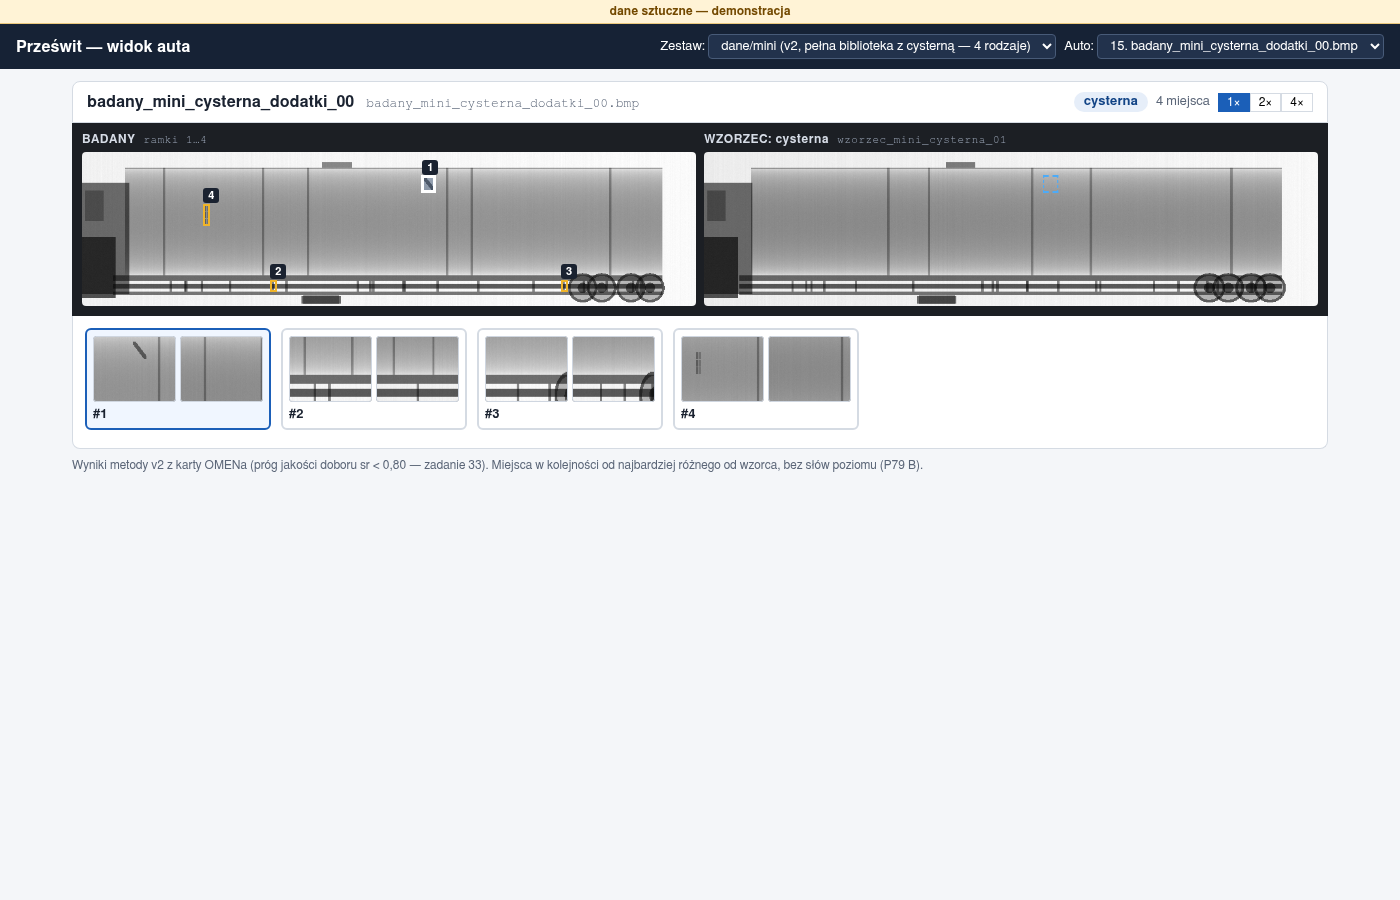 dane sztuczne — demonstracja
Prześwit — widok auta
Zestaw: dane/mini (v2, pełna biblioteka z cysterną — 4 rodzaje)
Auto: 15. badany_mini_cysterna_dodatki_00.bmp
badany_mini_cysterna_dodatki_00 badany_mini_cysterna_dodatki_00.bmp
cysterna 4 miejsca 1× 2× 4×
BADANY ramki 1…4
WZORZEC: cysterna wzorzec_mini_cysterna_01
1
4
2
3
#1
#2
#3
#4
Wyniki metody v2 z karty OMENa (próg jakości doboru sr < 0,80 — zadanie 33). Miejsca w kolejności od najbardziej różnego od wzorca, bez słów poziomu (P79 B).